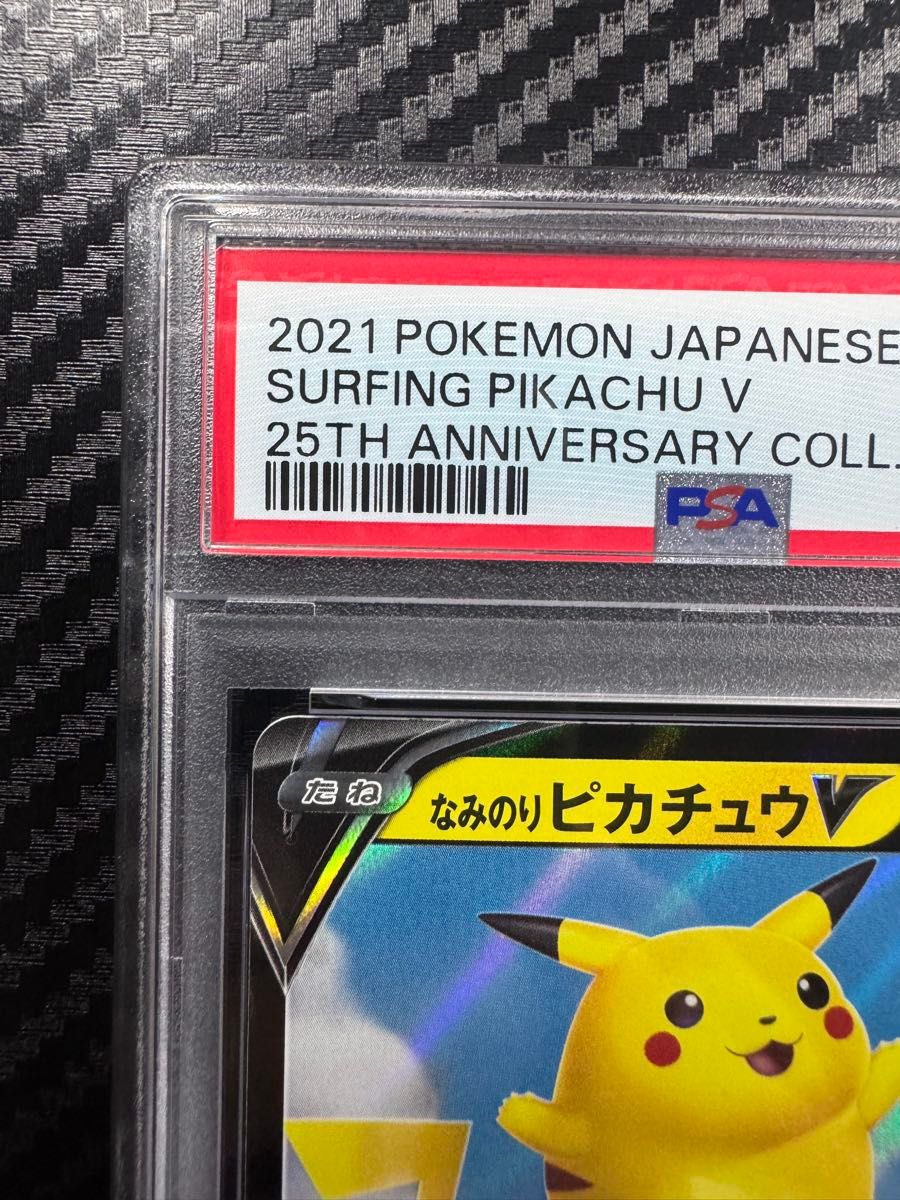 2021 POKEMON JAPANESE
SURFING PIKACHU V
25TH ANNIVERSARY COLL.
PSA
たね
なみのりピカチュウV